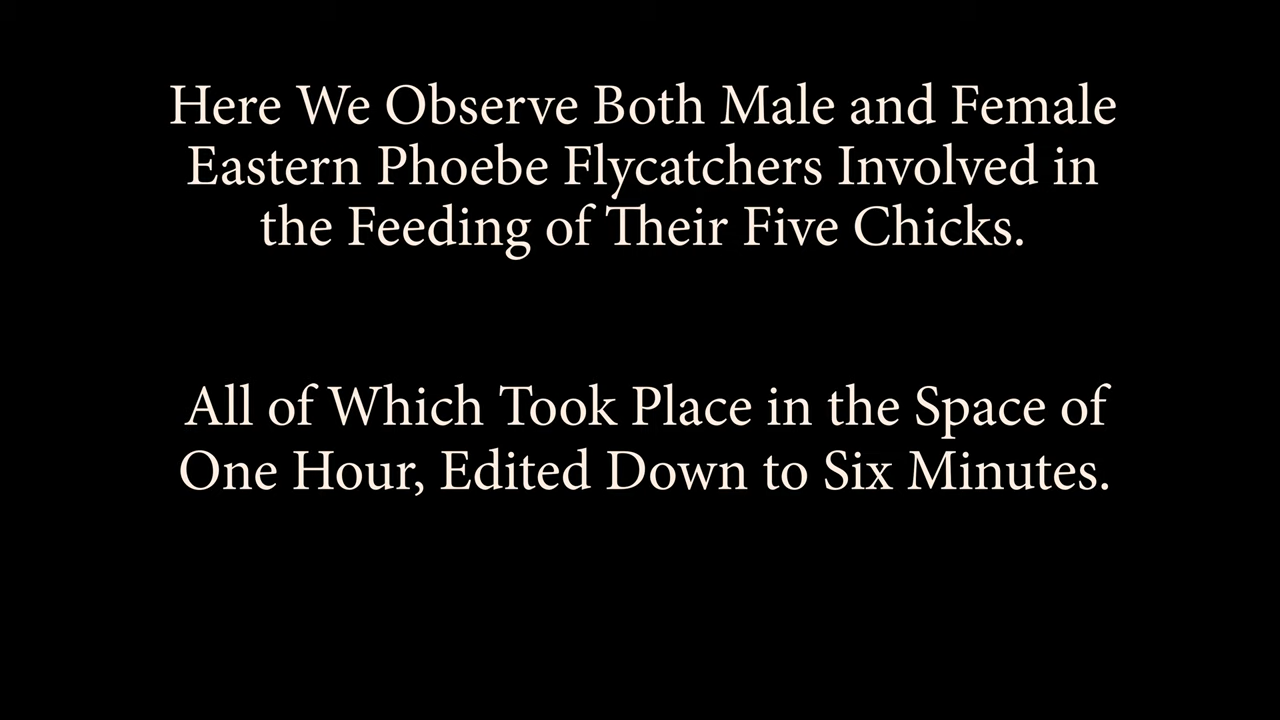 Here We Observe Both Male and Female
Eastern Phoebe Flycatchers Involved in
the Feeding of Their Five Chicks.
All of Which Took Place in the Space of
One Hour, Edited Down to Six Minutes.